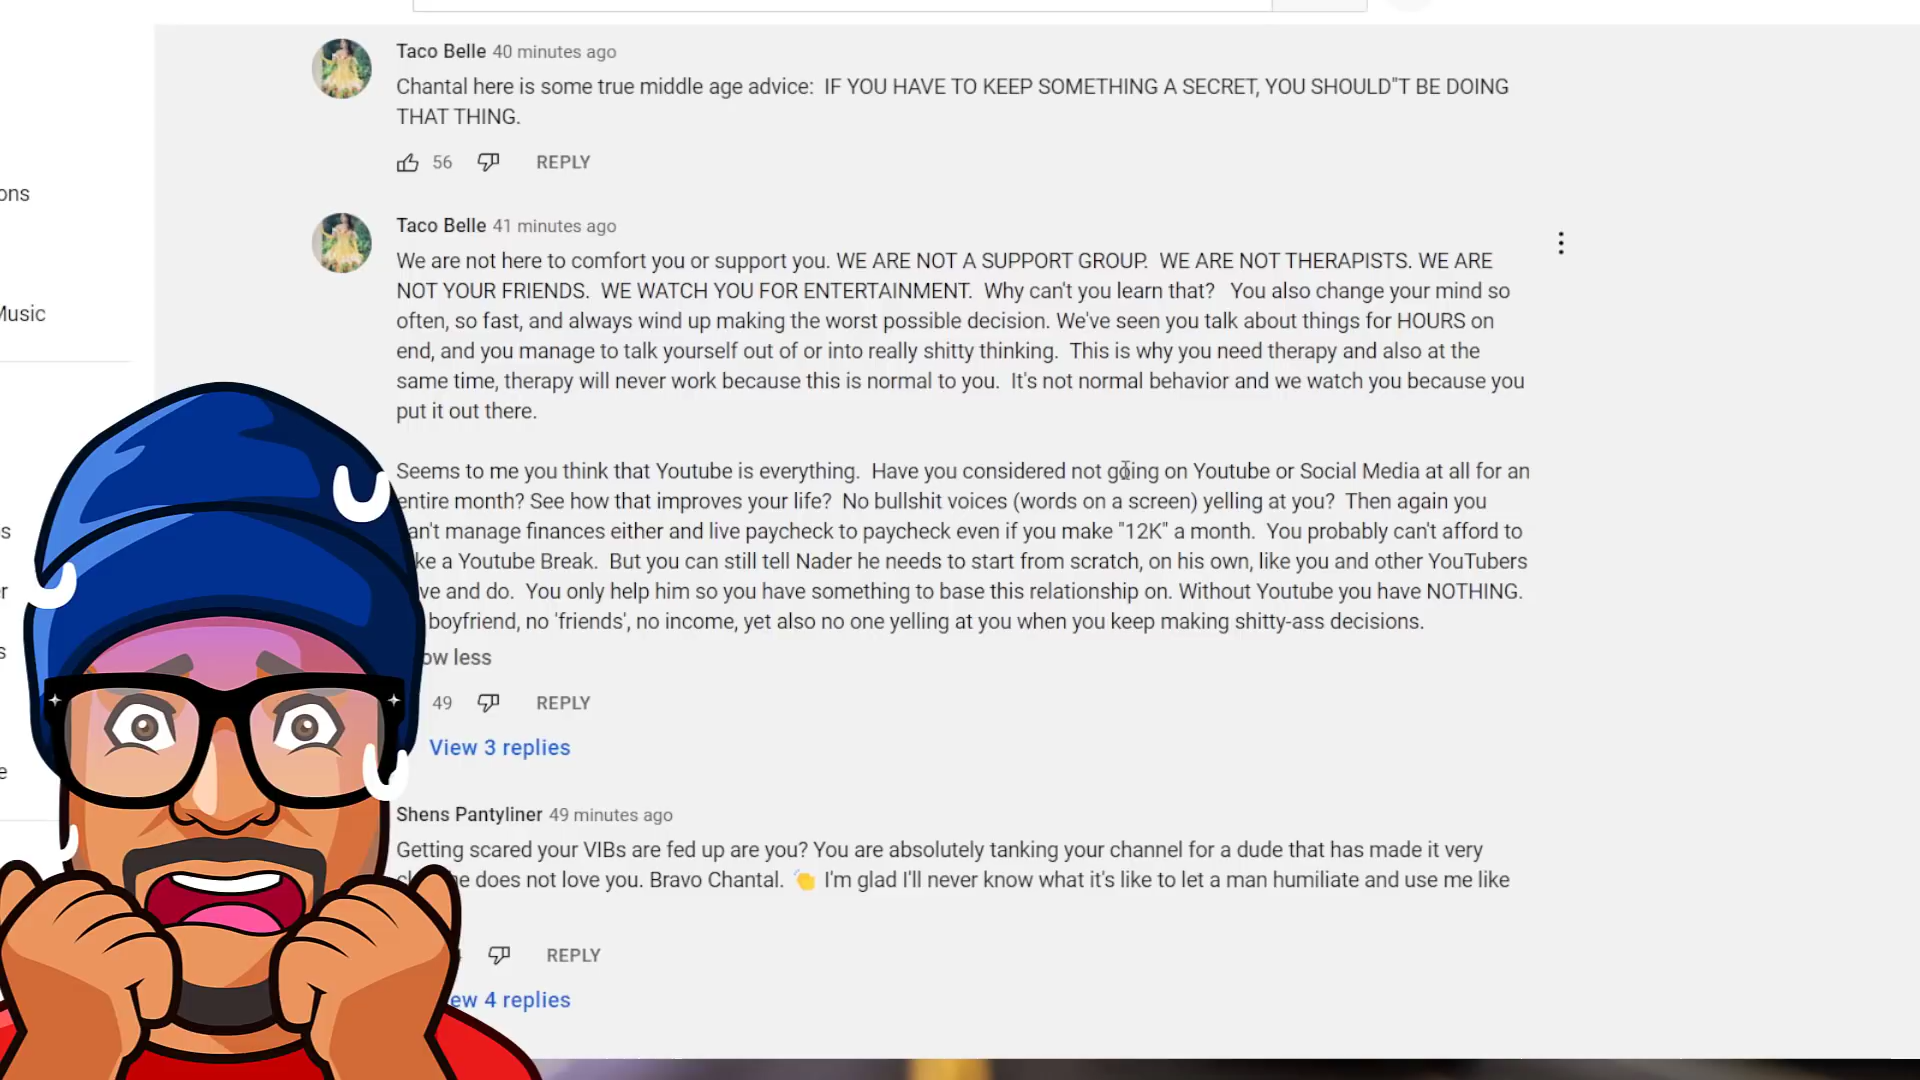 Taco Belle 40 minutes ago
Chantal here is some true middle age advice: IF YOU HAVE TO KEEP SOMETHING A SECRET, YOU SHOULD"T BE DOING
THAT THING.
56 REPLY
ons
Taco Belle 41 minutes ago
We are not here to comfort you or support you. WE ARE NOT A SUPPORT GROUP. WE ARE NOT THERAPISTS. WE ARE
NOT YOUR FRIENDS. WE WATCH YOU FOR ENTERTAINMENT. Why can't you learn that? You also change your mind so
Music
often, so fast, and always wind up making the worst possible decision. We've seen you talk about things for HOURS on
end, and you manage to talk yourself out of or into really shitty thinking. This is why you need therapy and also at the
same time, therapy will never work because this is normal to you. It's not normal behavior and we watch you because you
put it out there.
Seems to me you think that Youtube is everything. Have you considered not going on Youtube or Social Media at all for an
entire month? See how that improves your life? No bullshit voices (words on a screen) yelling at you? Then again you
s
an't manage finances either and live paycheck to paycheck even if you make "12K" a month. You probably can't afford to
ke a Youtube Break. But you can still tell Nader he needs to start from scratch, on his own, like you and other YouTubers
r
ve and do. You only help him so you have something to base this relationship on. Without Youtube you have NOTHING.
boyfriend, no 'friends', no income, yet also no one yelling at you when you keep making shitty-ass decisions.
s
ow less
49 REPLY
View 3 replies
e
Shens Pantyliner 49 minutes ago
Getting scared your VIBs are fed up are you? You are absolutely tanking your channel for a dude that has made it very
he does not love you. Bravo Chantal. 👏 I'm glad I'll never know what it's like to let a man humiliate and use me like
REPLY
ew 4 replies